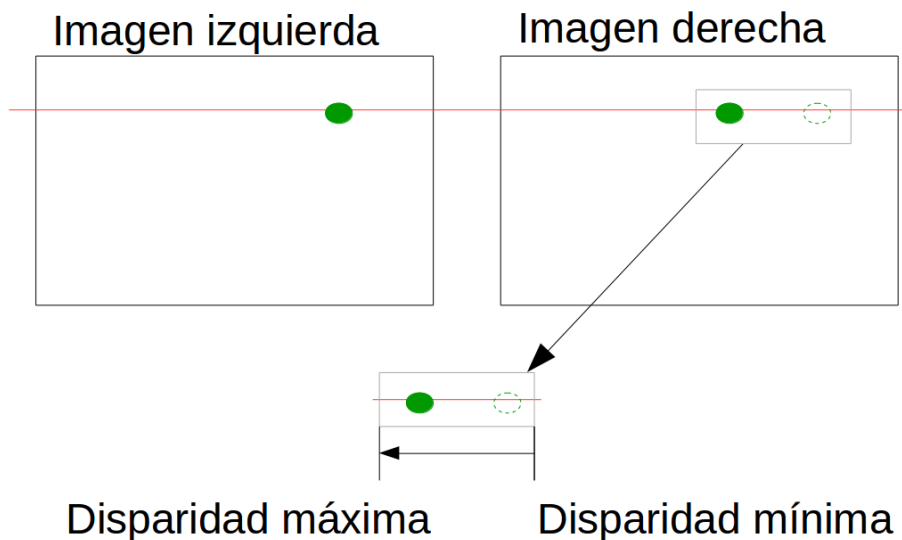 Imagen izquierda
Imagen derecha
Disparidad máxima
Disparidad mínima